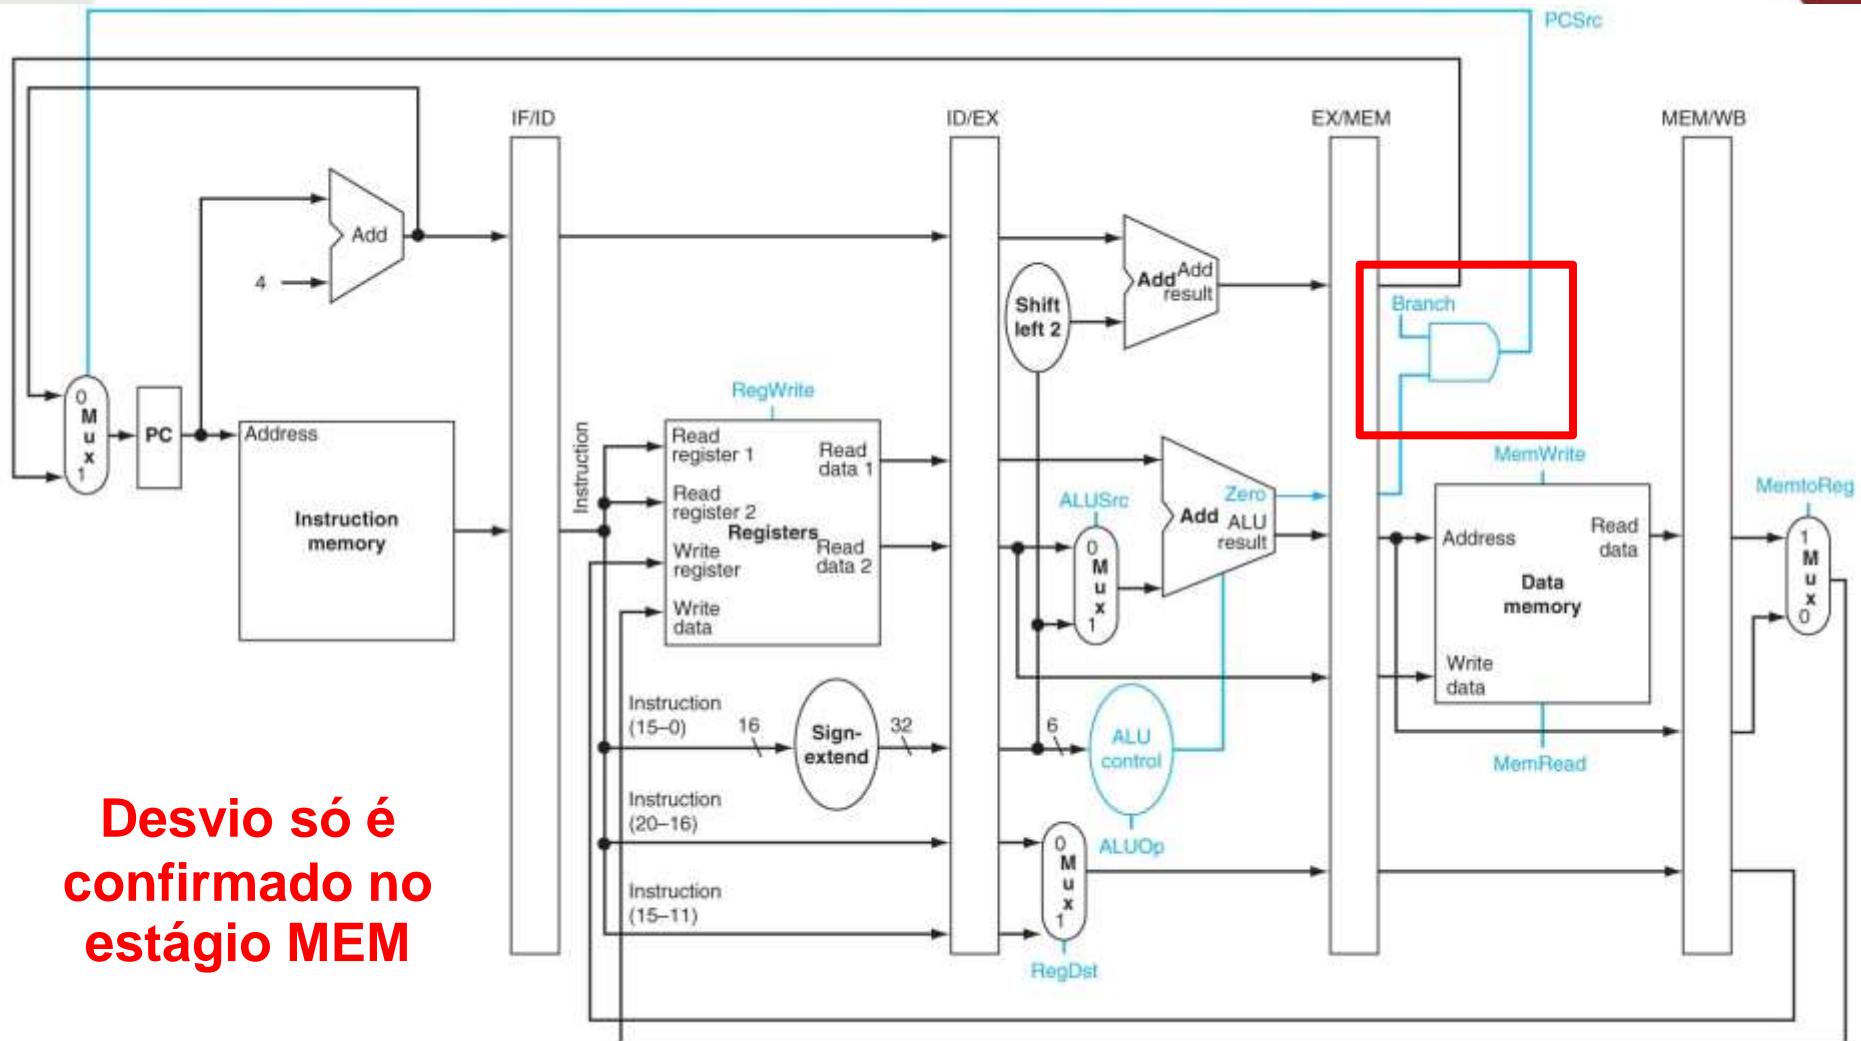 PCSrc
IF/ID
ID/EX
EX/MEM
MEM/WB
Add
4
Add
Add
result
Shift
left 2
Branch
0
M
u
x
1
PC
Address
Instruction
memory
Instruction
RegWrite
Read
register 1
Read
data 1
Read
register 2
Registers
Write
register
Read
data 2
Write
data
ALUSrc
0
M
u
x
1
Zero
Add
ALU
result
MemWrite
Address
Read
data
Data
memory
Write
data
MemRead
MemtoReg
1
M
u
x
0
Instruction
(15–0)
16
Sign-
extend
32
6
ALU
control
ALUOp
Instruction
(20–16)
Instruction
(15–11)
0
M
u
x
1
RegDst
Desvio só é
confirmado no
estágio MEM